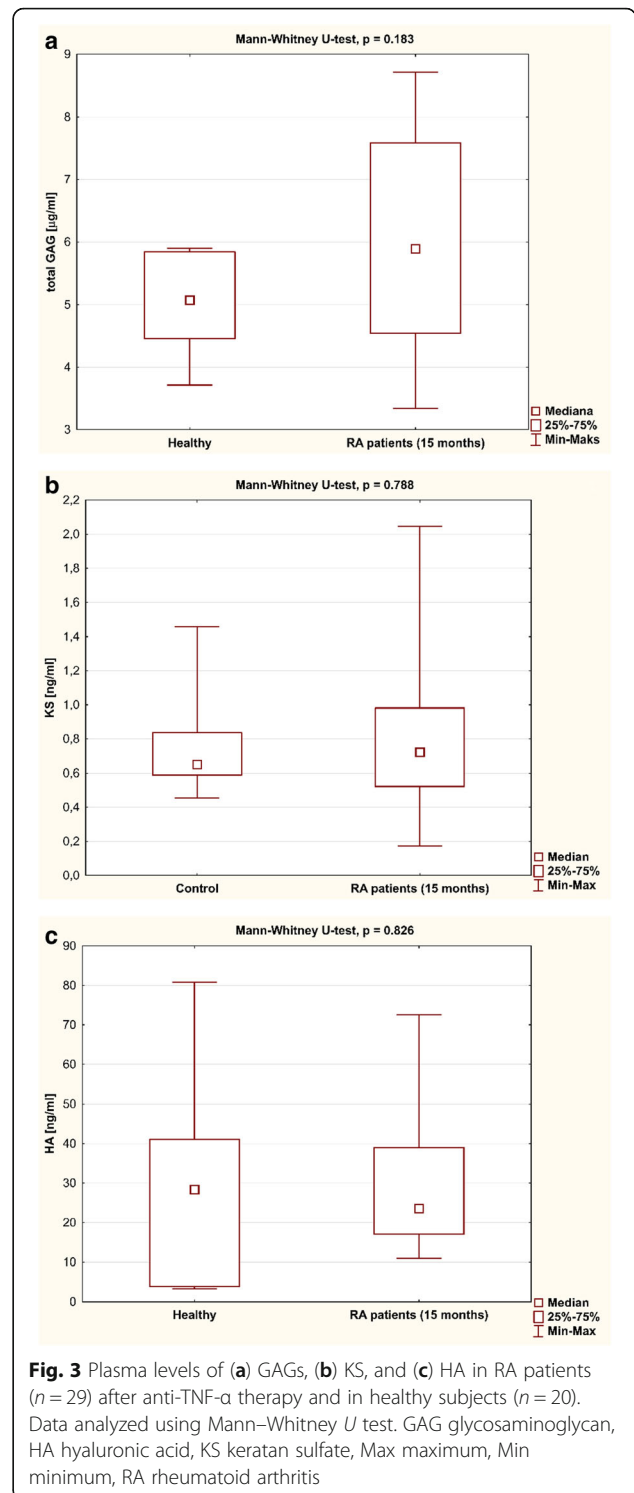 a
Mann-Whitney U-test, p = 0.183
total GAG [µg/ml]
9
8
7
6
5
4
3
Healthy
RA patients (15 months)
Mediana
25%-75%
Min-Maks
b
Mann-Whitney U-test, p = 0.788
KS [ng/ml]
2,2
2,0
1,8
1,6
1,4
1,2
1,0
0,8
0,6
0,4
0,2
0,0
Control
RA patients (15 months)
Median
25%-75%
Min-Max
c
Mann-Whitney U-test, p = 0.826
HA [ng/ml]
90
80
70
60
50
40
30
20
10
0
Healthy
RA patients (15 months)
Median
25%-75%
Min-Max
Fig. 3 Plasma levels of (a) GAGs, (b) KS, and (c) HA in RA patients
(n = 29) after anti-TNF-α therapy and in healthy subjects (n = 20).
Data analyzed using Mann–Whitney U test. GAG glycosaminoglycan,
HA hyaluronic acid, KS keratan sulfate, Max maximum, Min
minimum, RA rheumatoid arthritis